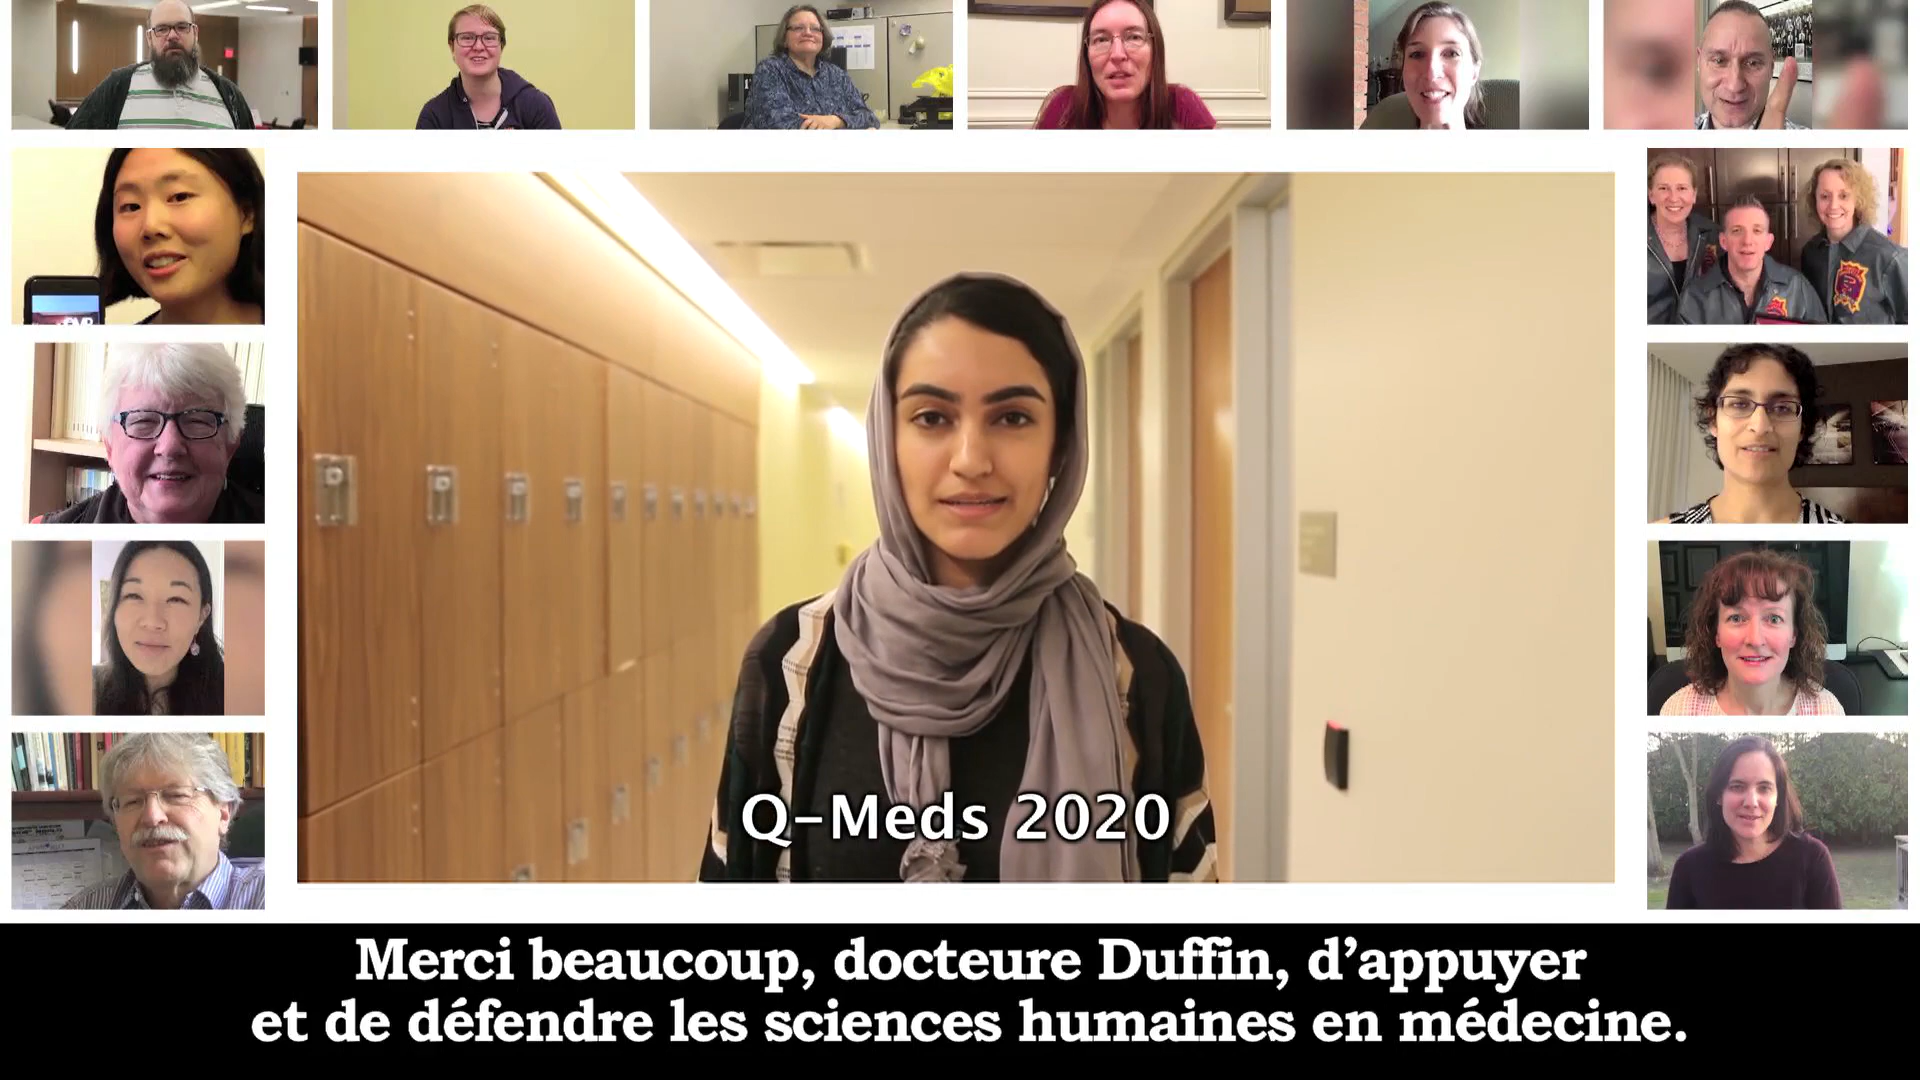 Q-Meds 2020
Merci beaucoup, docteure Duffin, d'appuyer
et de défendre les sciences humaines en médecine.